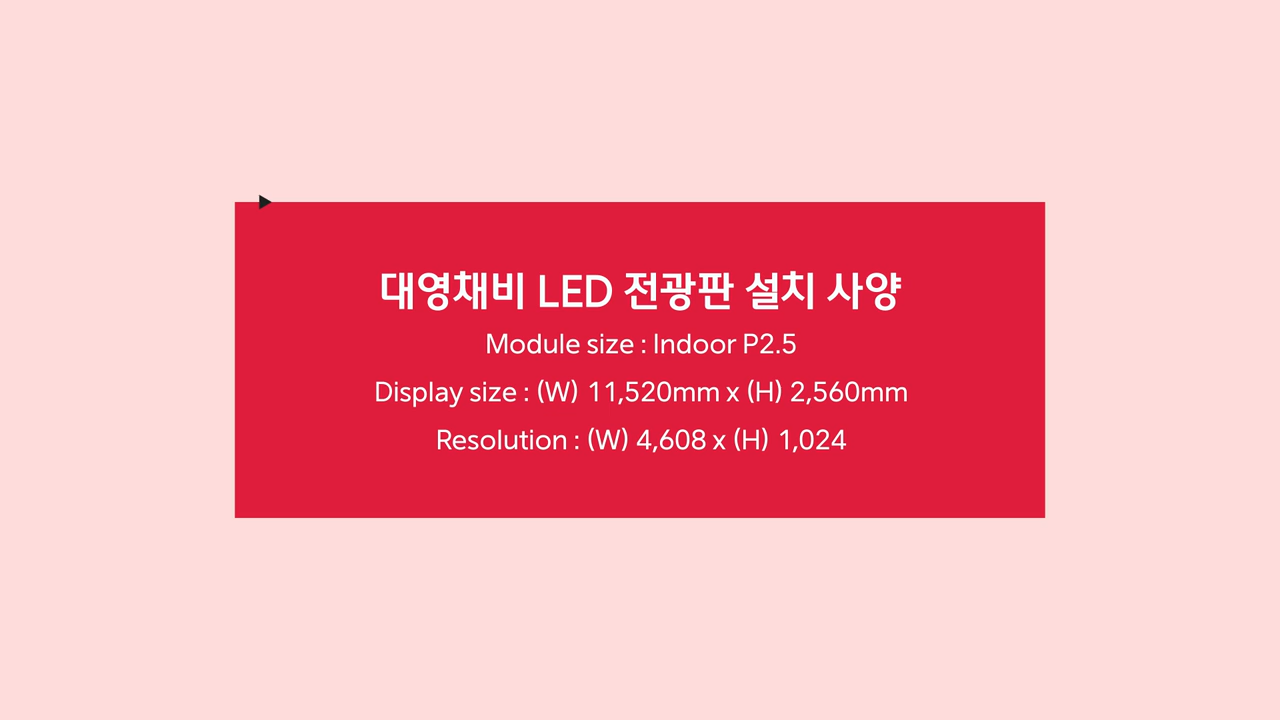 대영채비 LED 전광판 설치 사양
Module size : Indoor P2.5
Display size : (W) 11,520mm x (H) 2,560mm
Resolution : (W) 4,608 x (H) 1,024